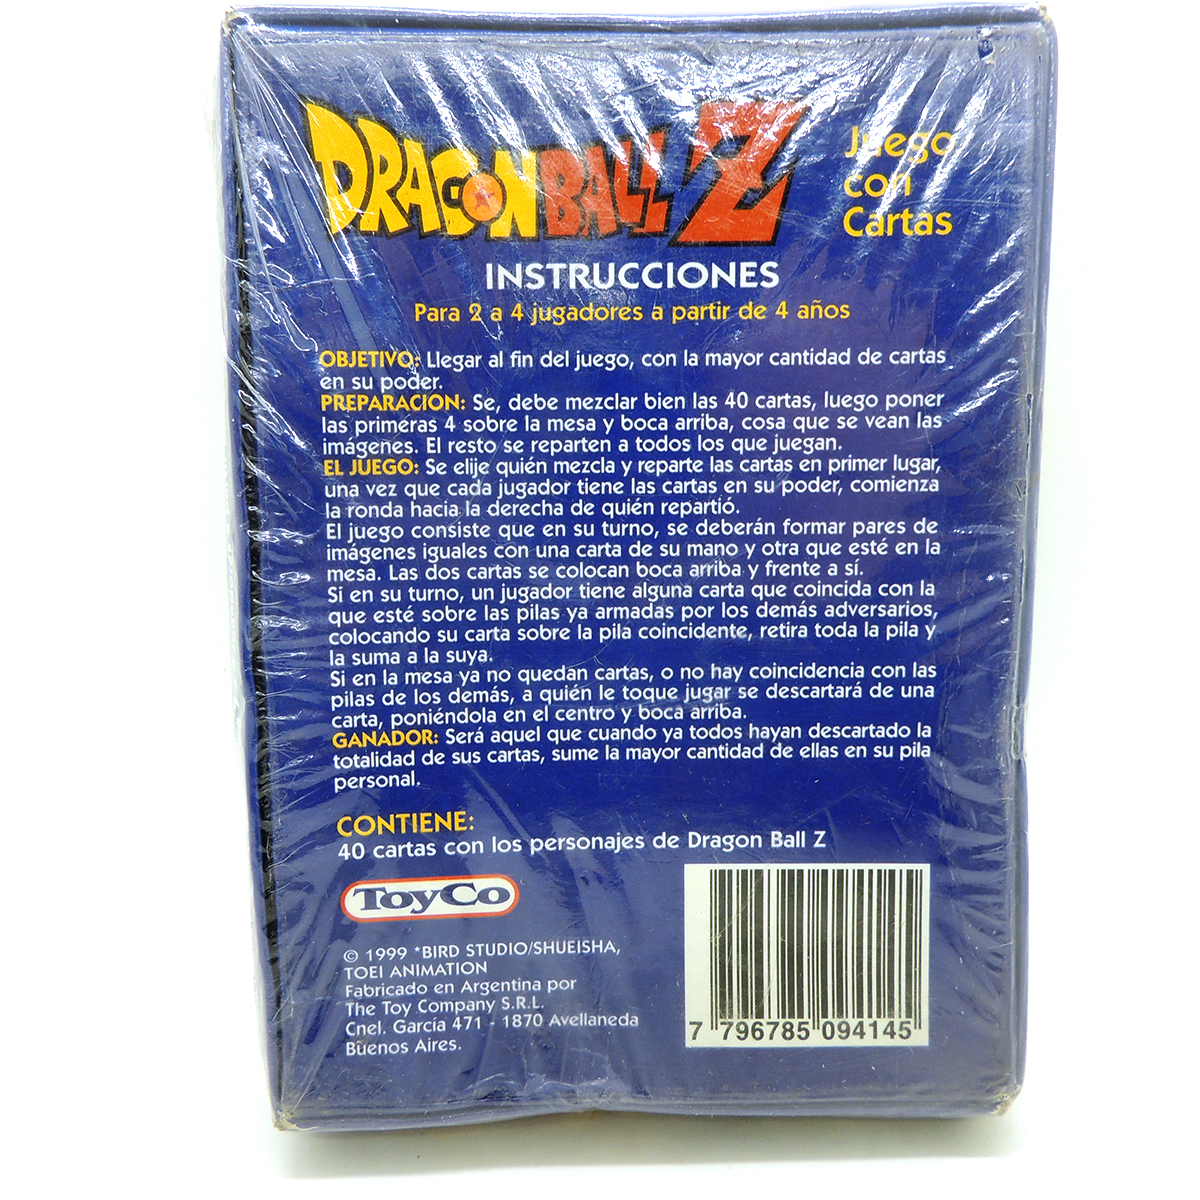 DRAGON BALL Z
Juego
con
Cartas
INSTRUCCIONES
Para 2 a 4 jugadores a partir de 4 años
OBJETIVO: Llegar al fin del juego, con la mayor cantidad de cartas
en su poder.
PREPARACION: Se, debe mezclar bien las 40 cartas, luego poner
las primeras 4 sobre la mesa y boca arriba, cosa que se vean las
imágenes. El resto se reparten a todos los que juegan.
EL JUEGO: Se elije quién mezcla y reparte las cartas en primer lugar,
una vez que cada jugador tiene las cartas en su poder, comienza
la ronda hacia la derecha de quién repartió.
El juego consiste que en su turno, se deberán formar pares de
imágenes iguales con una carta de su mano y otra que esté en la
mesa. Las dos cartas se colocan boca arriba y frente a sí.
Si en su turno, un jugador tiene alguna carta que coincida con la
que esté sobre las pilas ya armadas por los demás adversarios,
colocando su carta sobre la pila coincidente, retira toda la pila y
la suma a la suya.
Si en la mesa ya no quedan cartas, o no hay coincidencia con las
pilas de los demás, a quién le toque jugar se descartará de una
carta, poniéndola en el centro y boca arriba.
GANADOR: Será aquel que cuando ya todos hayan descartado la
totalidad de sus cartas, sume la mayor cantidad de ellas en su pila
personal.
CONTIENE:
40 cartas con los personajes de Dragon Ball Z
ToyCo
© 1999 *BIRD STUDIO/SHUEISHA,
TOEI ANIMATION
Fabricado en Argentina por
The Toy Company S.R.L.
Cnel. García 471 - 1870 Avellaneda
Buenos Aires.
7 796785 094145